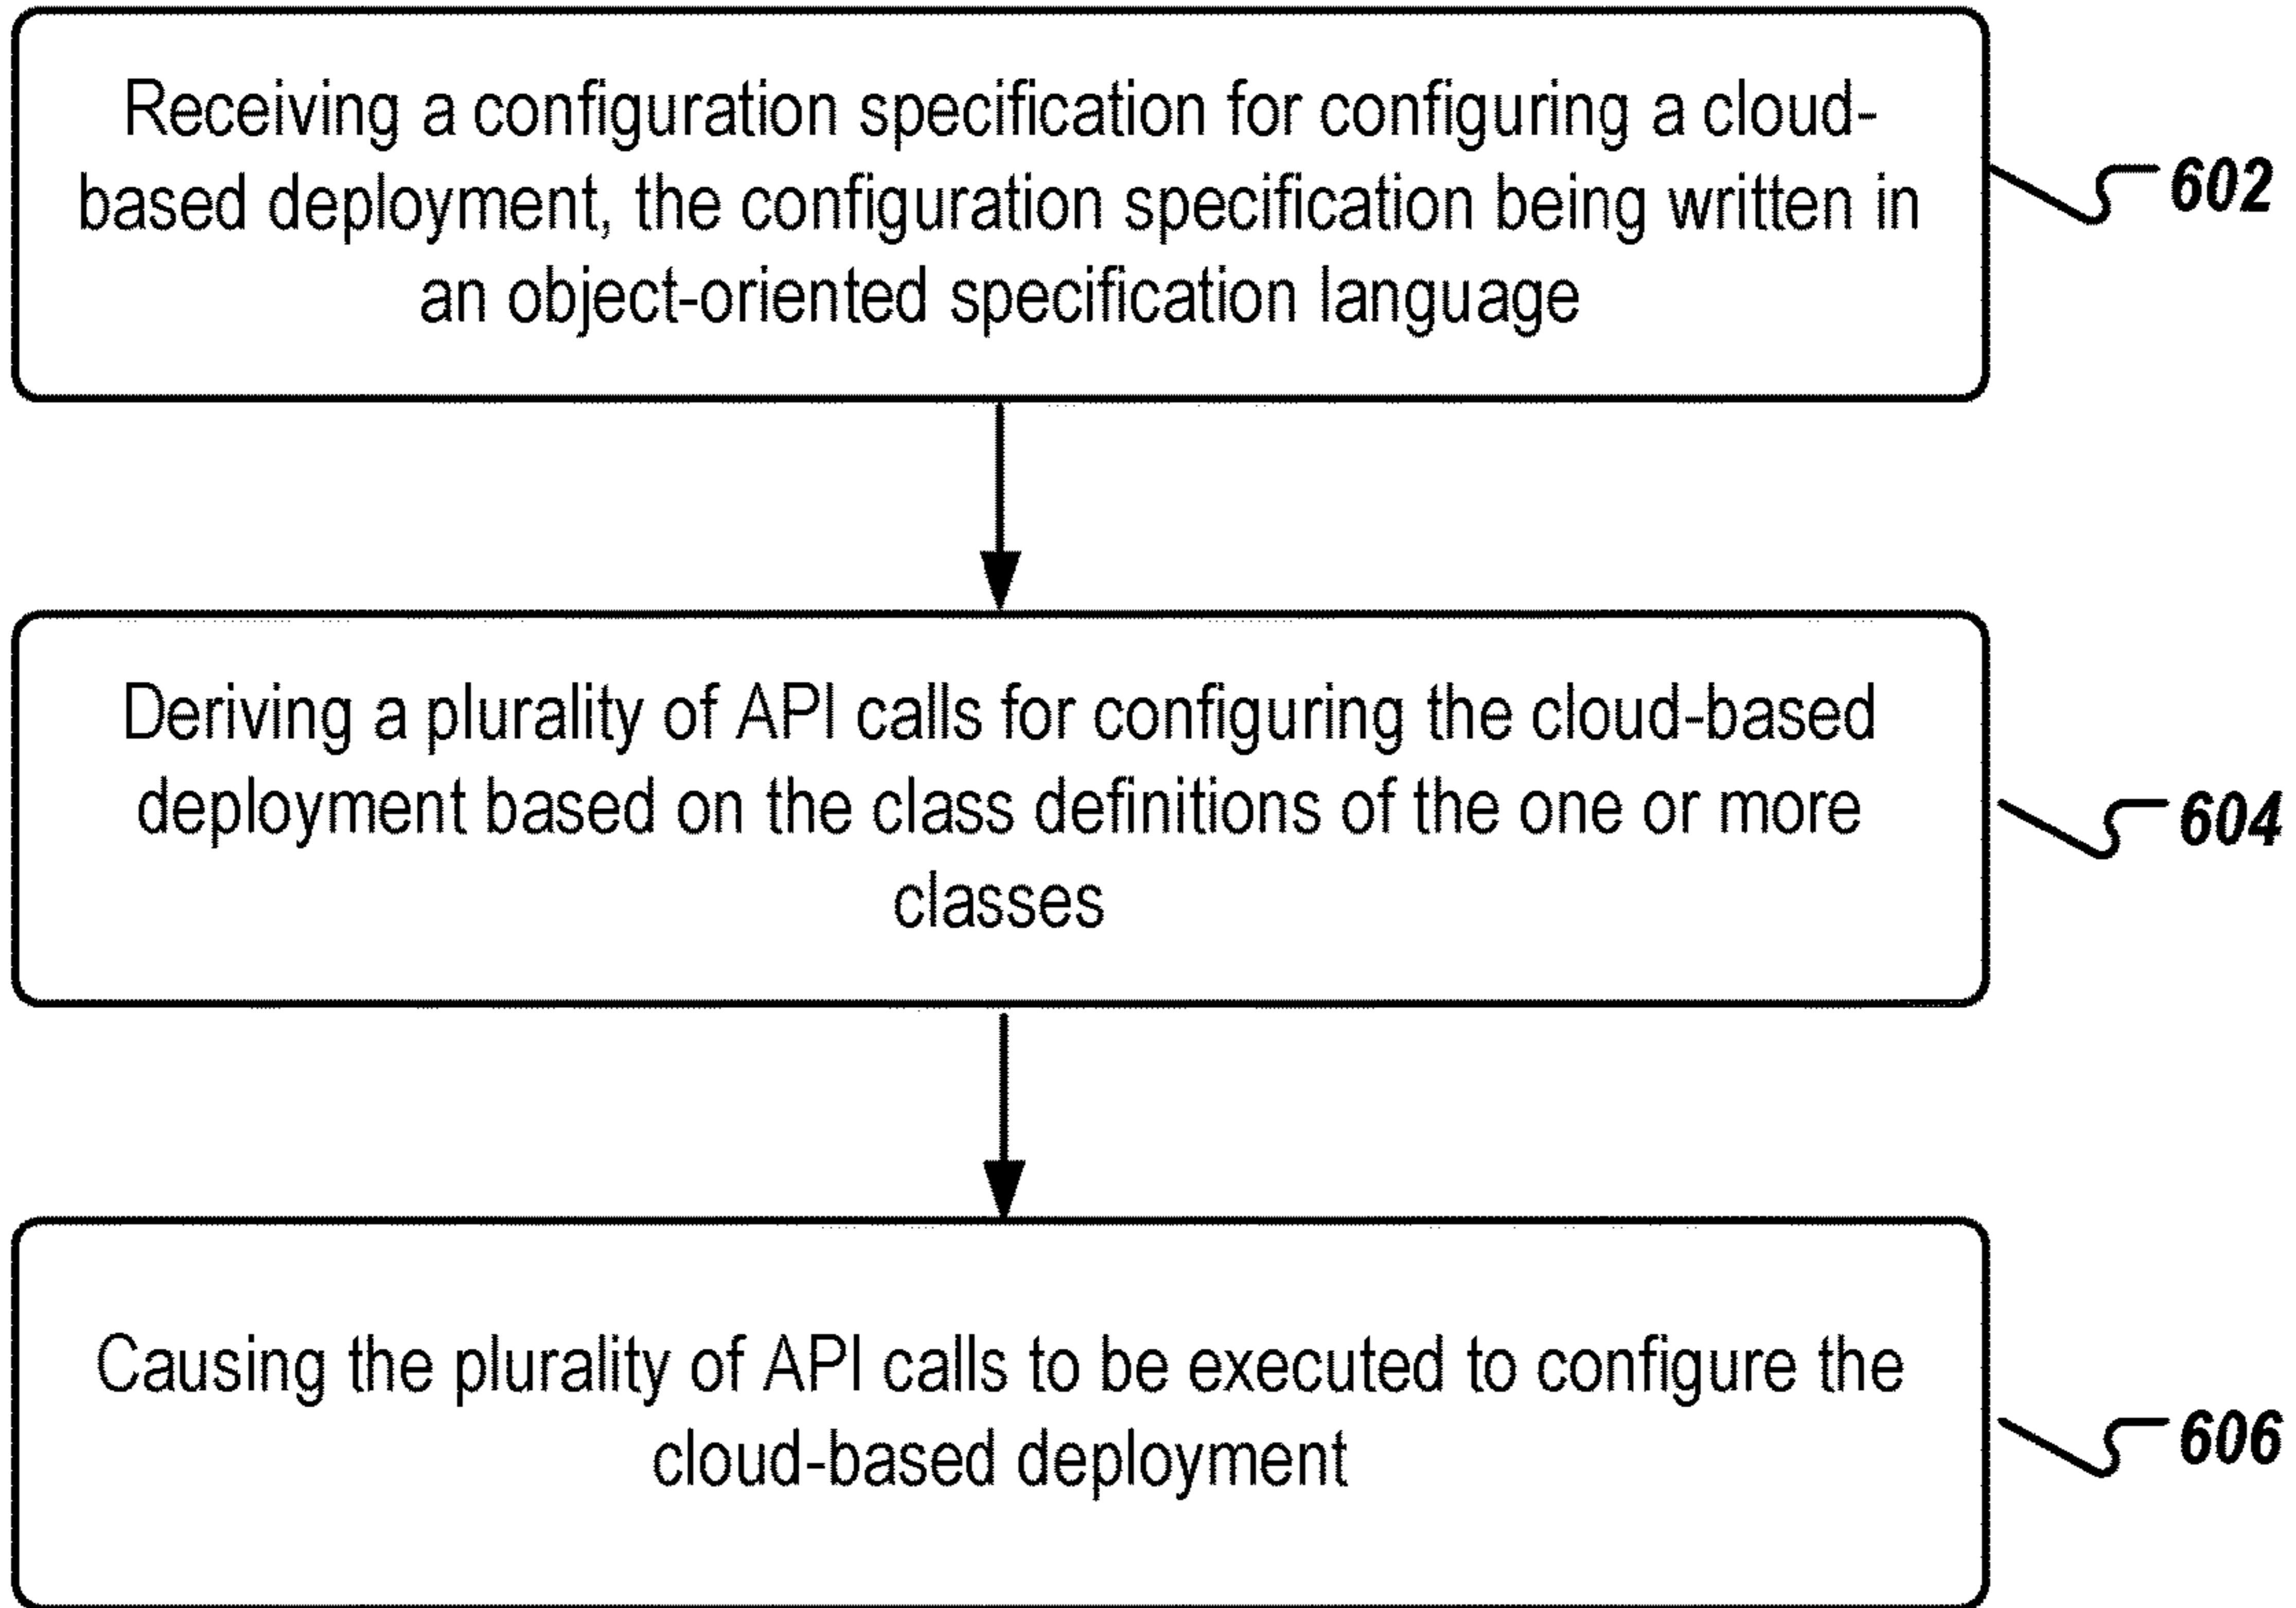 Receiving a configuration specification for configuring a cloud-
based deployment, the configuration specification being written in
an object-oriented specification language
602
Deriving a plurality of API calls for configuring the cloud-based
deployment based on the class definitions of the one or more
classes
604
Causing the plurality of API calls to be executed to configure the
cloud-based deployment
606